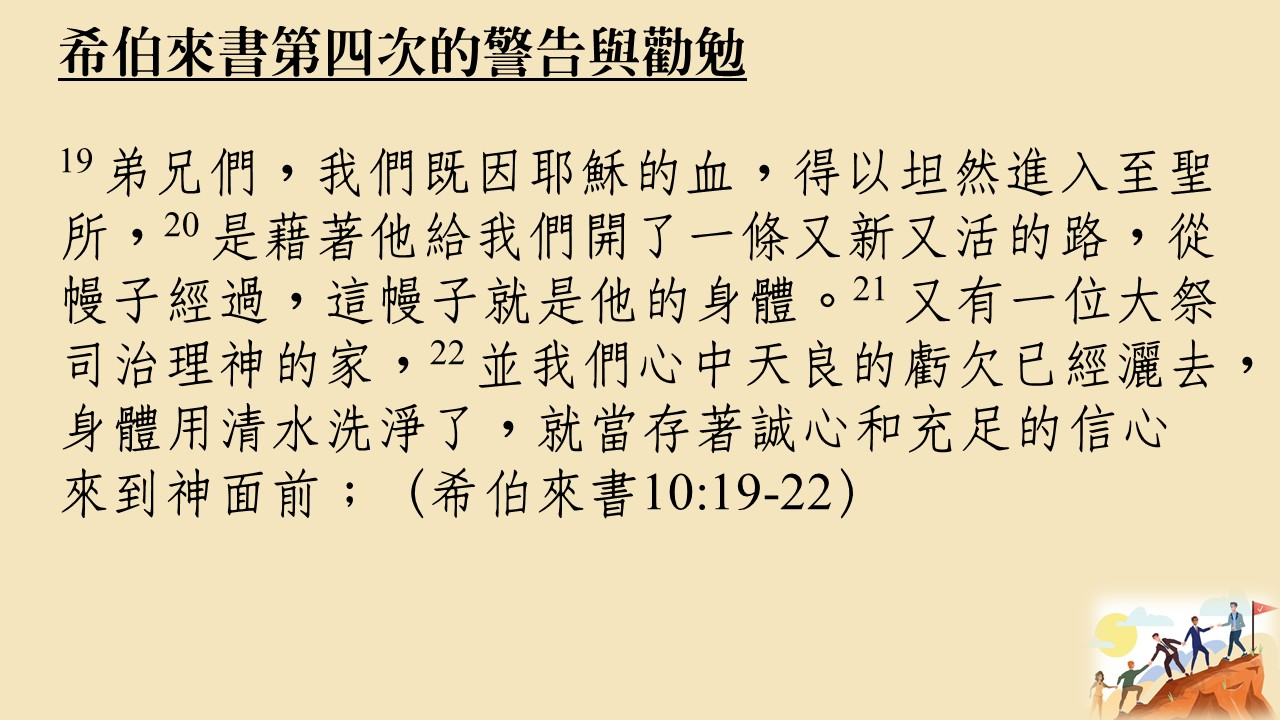 希伯來書第四次的警告與勸勉
19 弟兄們，我們既因耶穌的血，得以坦然進入至聖
所，20 是藉著他給我們開了一條又新又活的路，從
幔子經過，這幔子就是他的身體。21 又有一位大祭
司治理神的家，22 並我們心中天良的虧欠已經灑去，
身體用清水洗淨了，就當存著誠心和充足的信心
來到神面前；（希伯來書10:19-22）